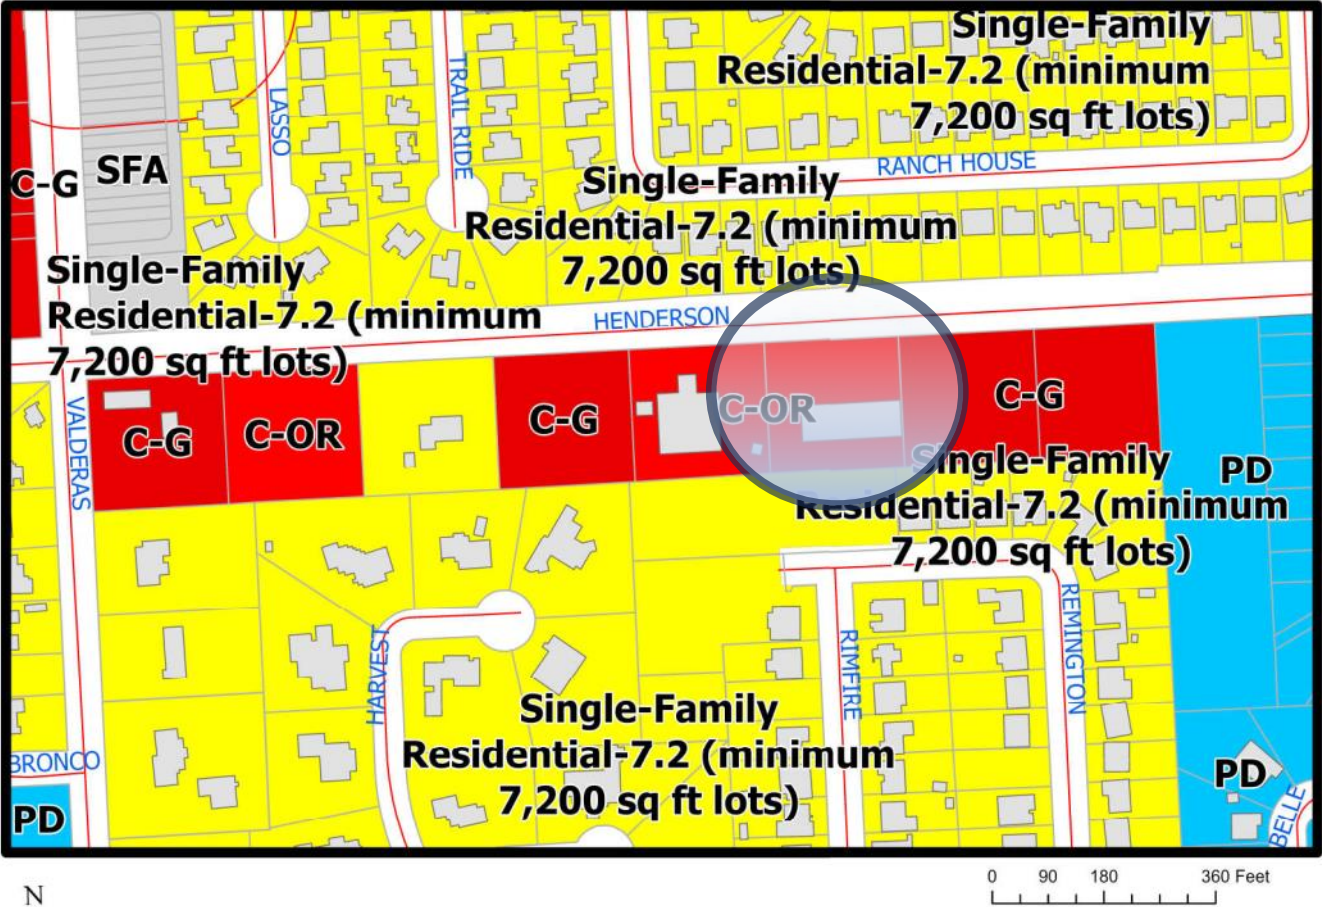 Single-Family
Residential-7.2 (minimum
7,200 sq ft lots)
LASSO
TRAIL RIDE
RANCH HOUSE
C-G
SFA
Single-Family
Residential-7.2 (minimum
7,200 sq ft lots)
Single-Family
Residential-7.2 (minimum
7,200 sq ft lots)
HENDERSON
VALDERAS
C-G
C-OR
C-G
C-OR
C-G
Single-Family
Residential-7.2 (minimum
7,200 sq ft lots)
PD
HARVEST
RIMFIRE
REMINGTON
Single-Family
Residential-7.2 (minimum
7,200 sq ft lots)
BRONCO
PD
PD
BELLE
N
0 90 180 360 Feet